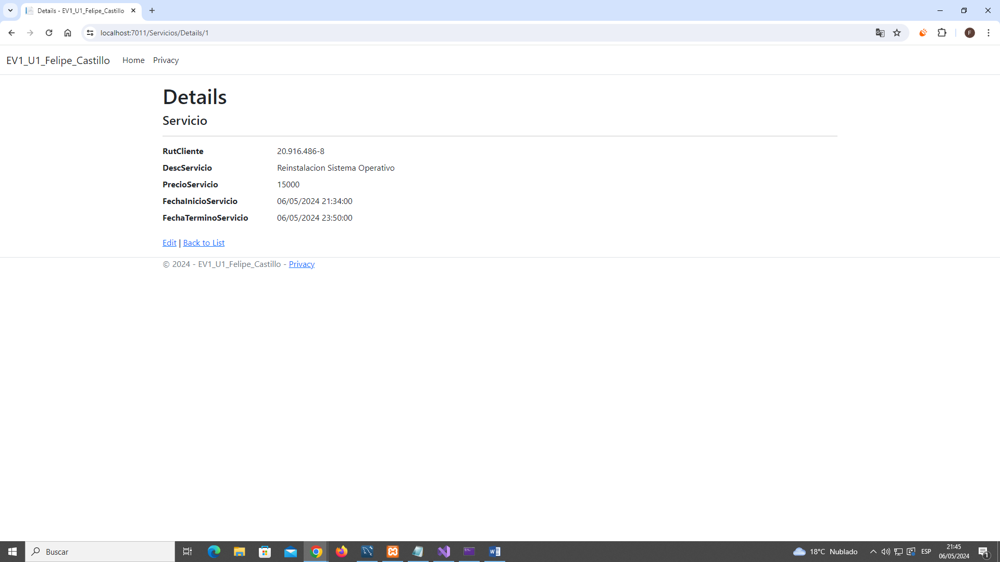 Details - EV1_U1_Felipe_Castillo
localhost:7011/Servicios/Details/1
F
EV1_U1_Felipe_Castillo Home Privacy
Details
Servicio
RutCliente 20.916.486-8
DescServicio Reinstalacion Sistema Operativo
PrecioServicio 15000
FechaInicioServicio 06/05/2024 21:34:00
FechaTerminoServicio 06/05/2024 23:50:00
Edit | Back to List
© 2024 - EV1_U1_Felipe_Castillo - Privacy
Buscar
18°C Nublado
ESP
21:45
06/05/2024
1